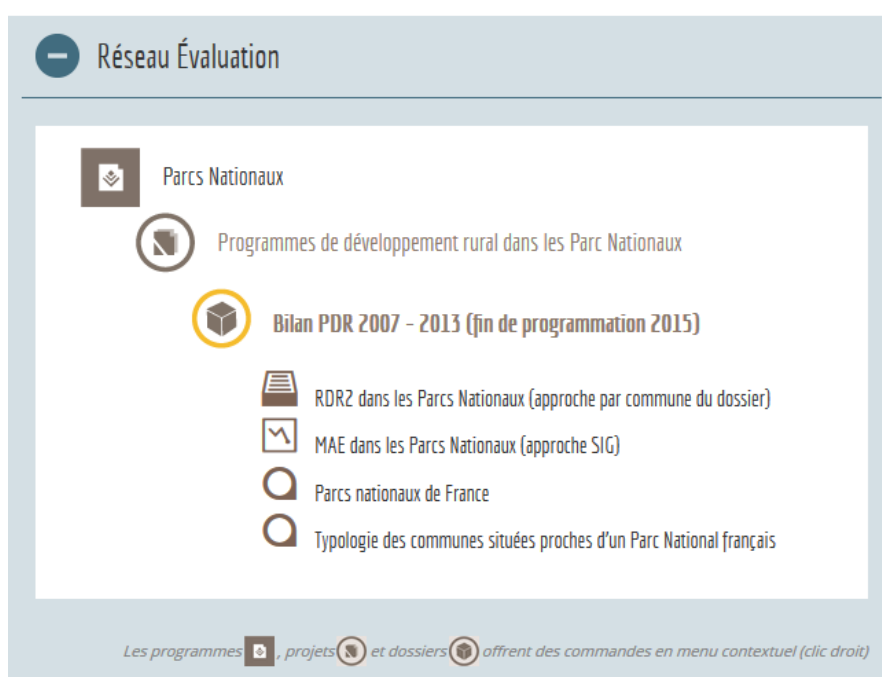 Réseau Évaluation
Parcs Nationaux
Programmes de développement rural dans les Parc Nationaux
Bilan PDR 2007 - 2013 (fin de programmation 2015)
RDR2 dans les Parcs Nationaux (approche par commune du dossier)
MAE dans les Parcs Nationaux (approche SIG)
Parcs nationaux de France
Typologie des communes situées proches d'un Parc National français
Les programmes , projets et dossiers offrent des commandes en menu contextuel (clic droit)